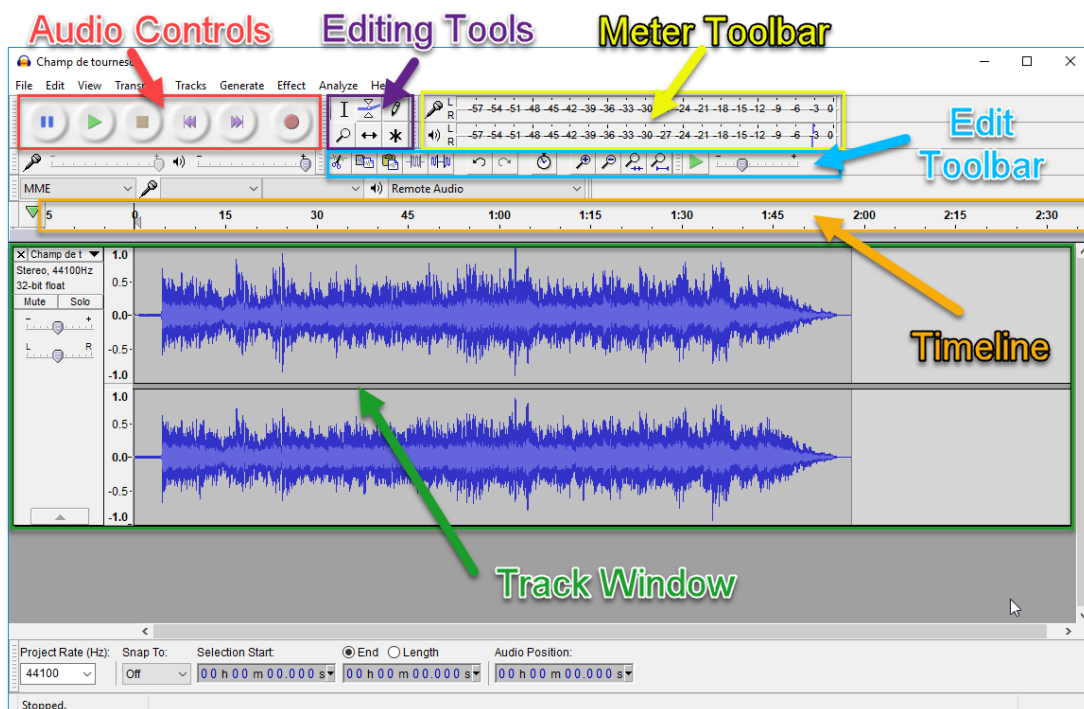 Audio Controls
Editing Tools
Meter Toolbar
Champ de tournes
File Edit View Trans Tracks Generate Effect Analyze He
L
R
-57 -54 -51 -48 -45 -42 -39 -36 -33 -30 -24 -21 -18 -15 -12 -9 -6 -3 0
L
R
-57 -54 -51 -48 -45 -42 -39 -36 -33 -30 -27 -24 -21 -18 -15 -12 -9 -6 -3 0
Edit
Toolbar
MME
Remote Audio
5 0 15 30 45 1:00 1:15 1:30 1:45 2:00 2:15 2:30
Timeline
X Champ de t
Stereo, 44100Hz
32-bit float
Mute Solo
- +
L R
1.0
0.5-
0.0-
-0.5-
-1.0
1.0
0.5-
0.0-
-0.5-
-1.0
Track Window
Project Rate (Hz): Snap To: Selection Start: End Length Audio Position:
44100 Off 00 h 00 m 00.000 s 00 h 00 m 00.000 s 00 h 00 m 00.000 s
Stopped.